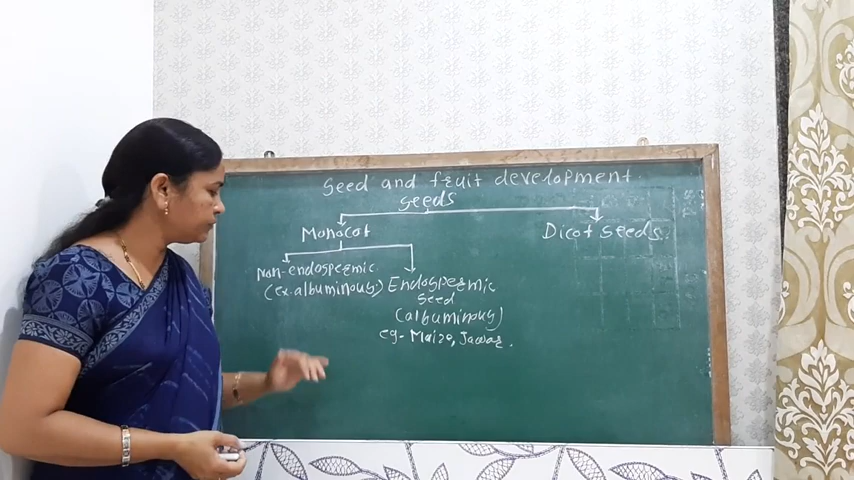 Seed and fruit development
seeds
Monocot
Dicot seeds
Non-endospermic
(ex-albuminous)
Endospermic
seed
(albuminous)
eg- Maize, Jawar.